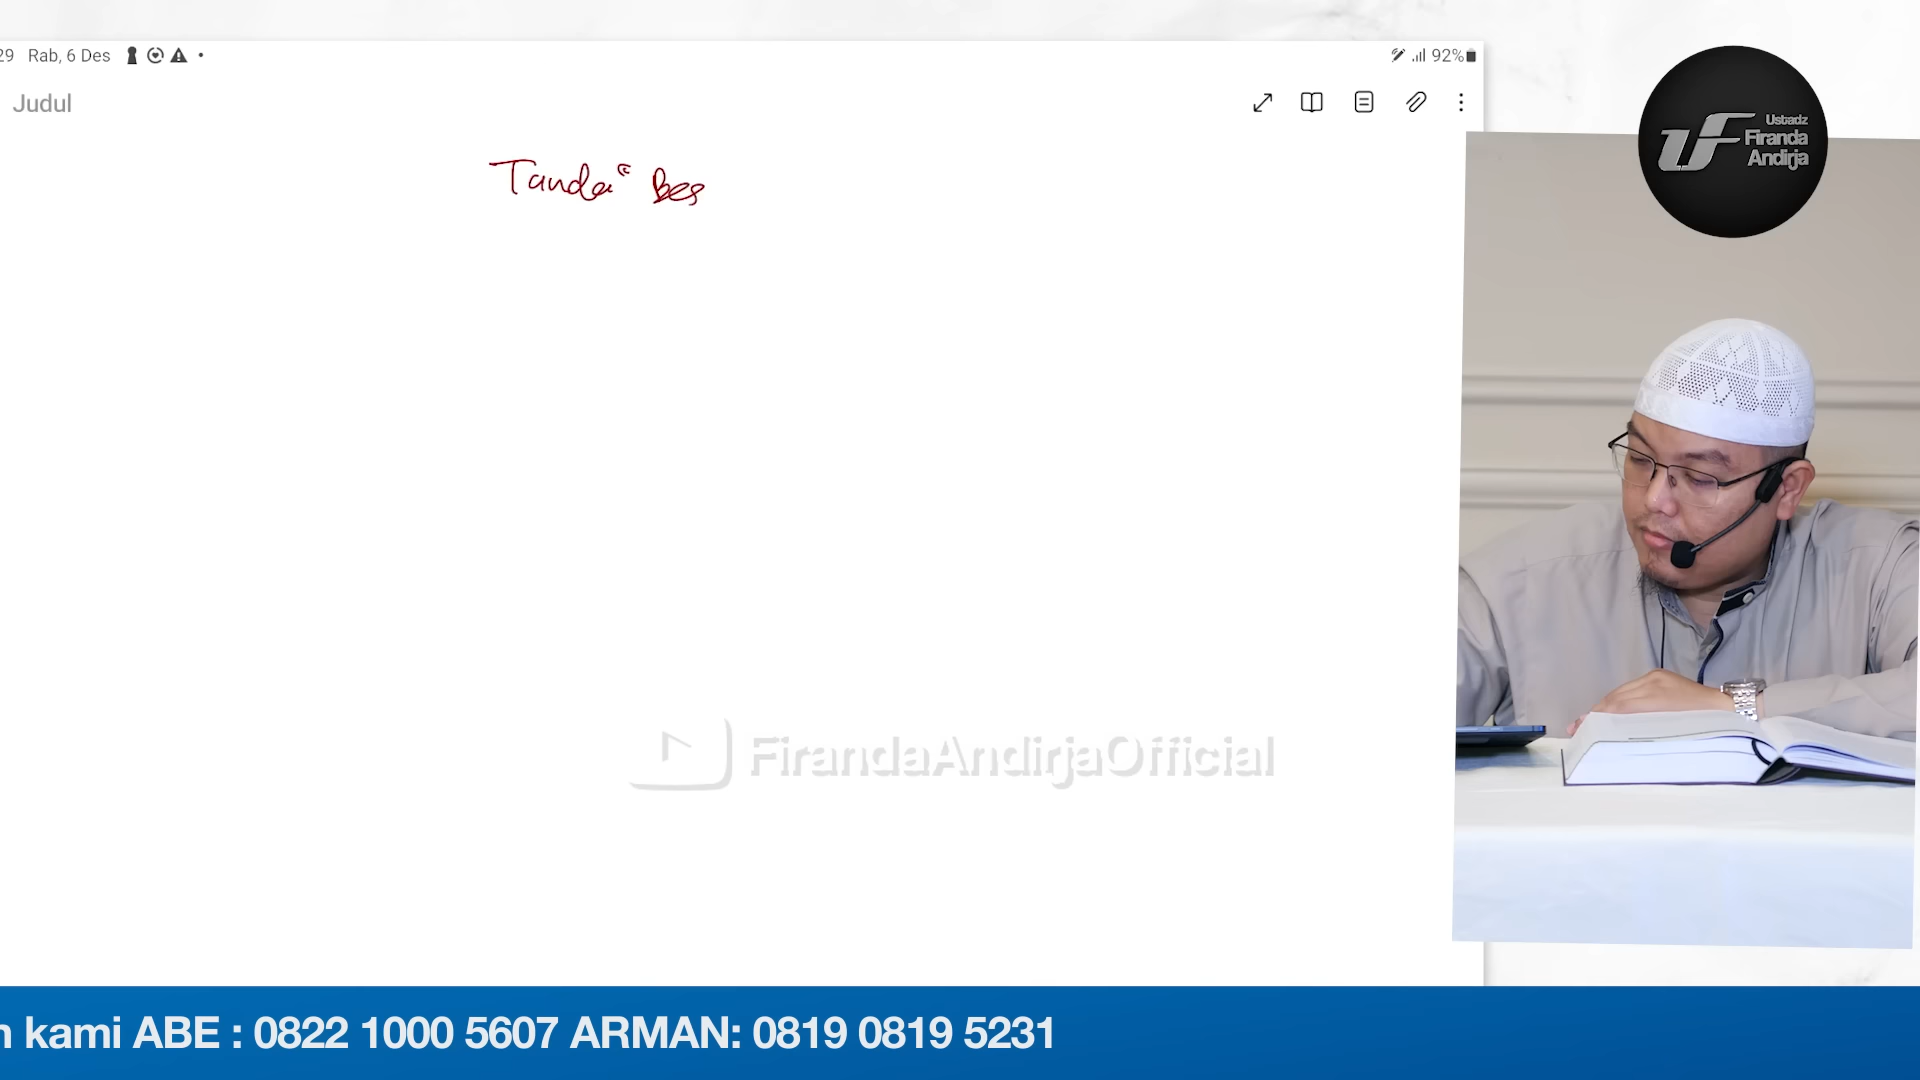 29 Rab, 6 Des
92%
Judul
Tanda" Bes
Ustadz
Firanda
Andirja
FirandaAndirjaOfficial
n kami ABE : 0822 1000 5607 ARMAN: 0819 0819 5231